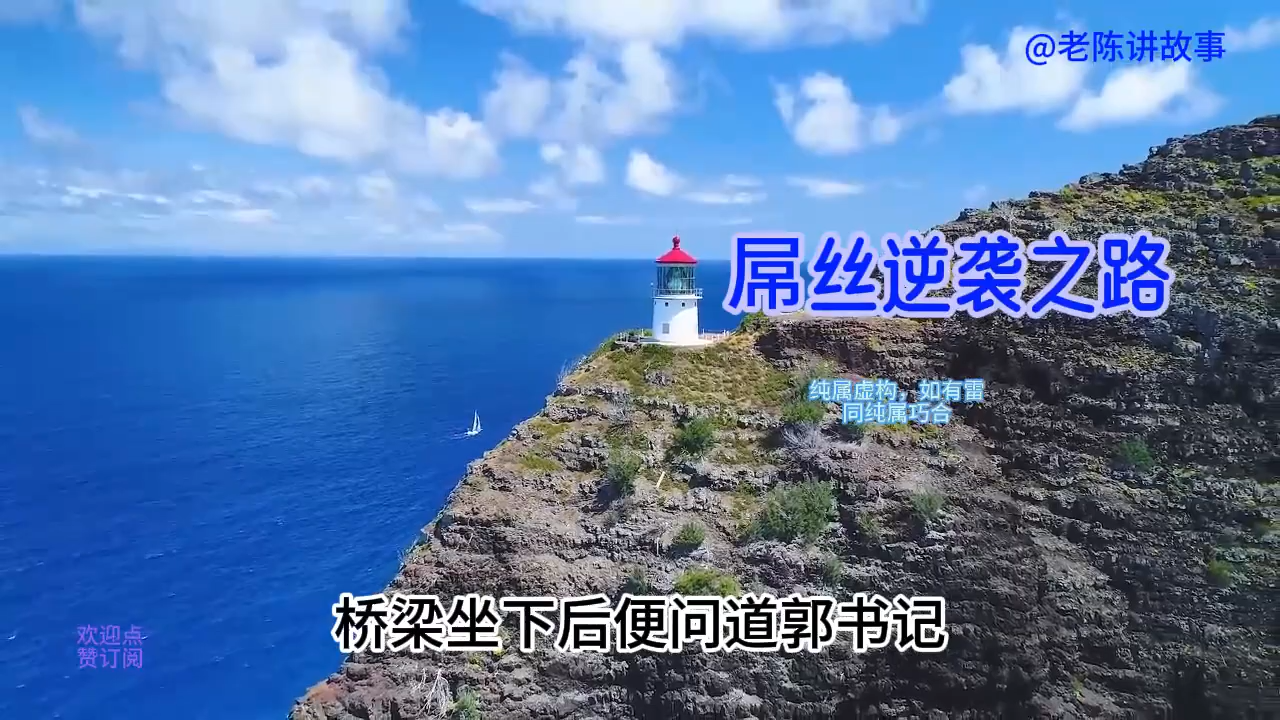 @老陈讲故事
屌丝逆袭之路
纯属虚构，如有雷
同纯属巧合
桥梁坐下后便问道郭书记
欢迎点
赞订阅